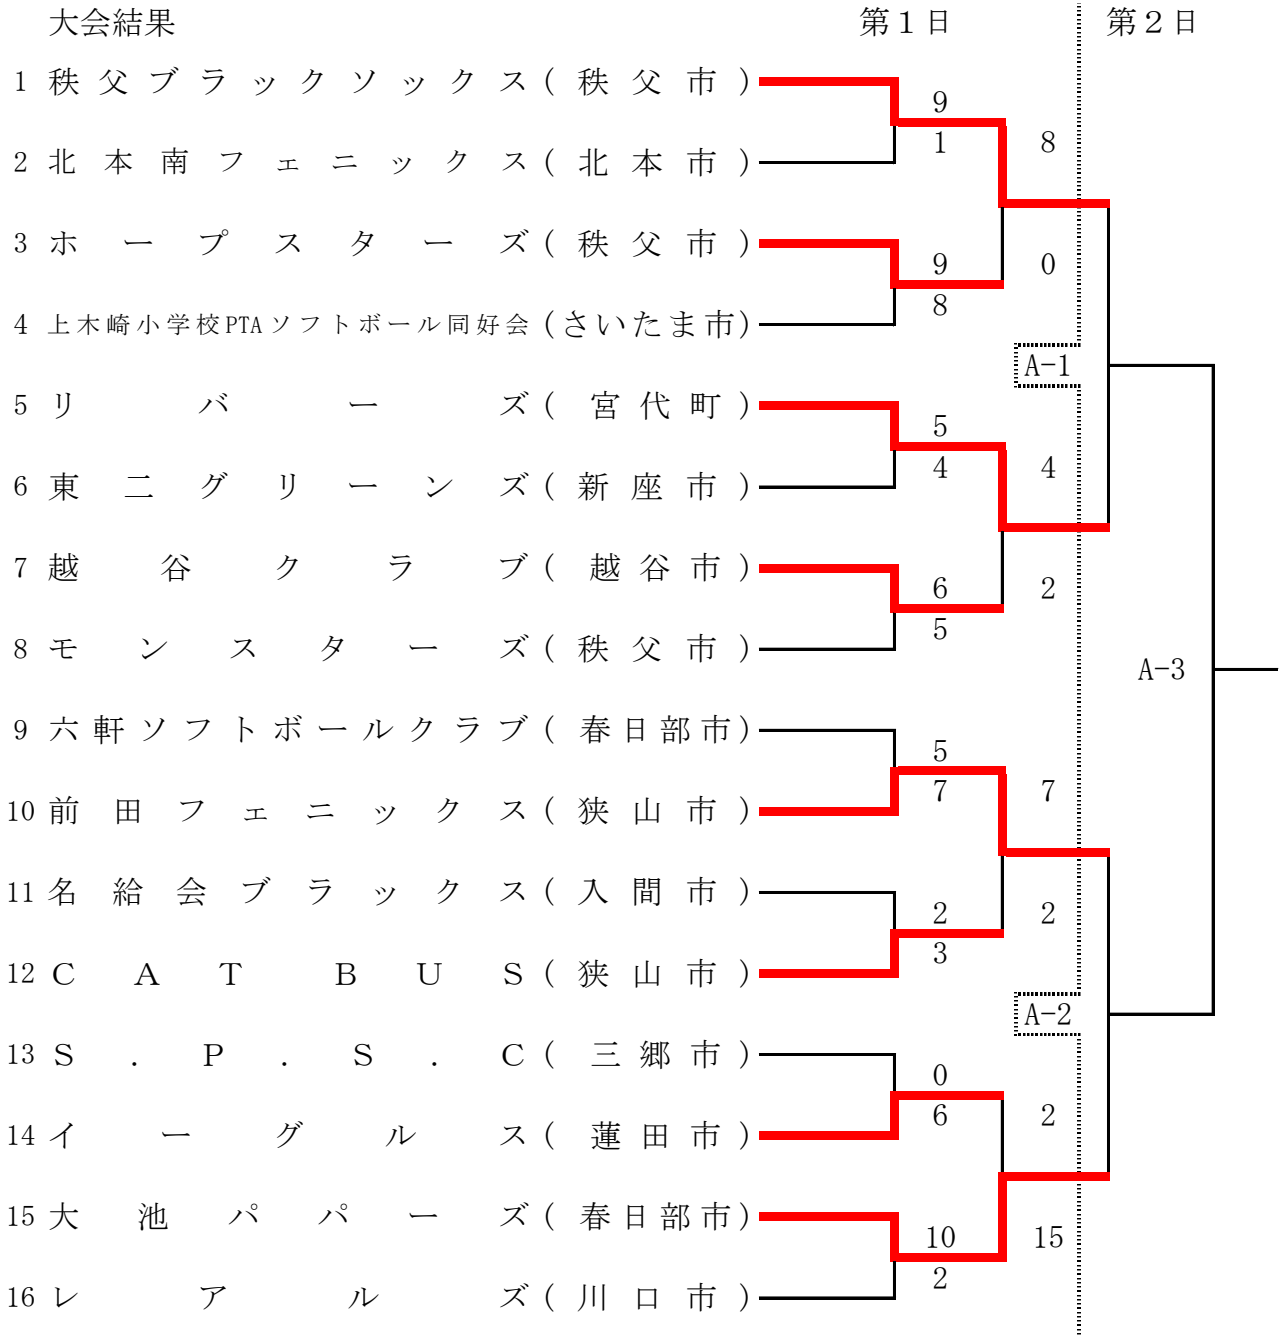 大会結果 第１日 第２日
1 秩父ブラックソックス(秩父市)
9
2 北本南フェニックス(北本市)
1 8
3 ホープスターズ(秩父市)
9 0
4 上木崎小学校PTAソフトボール同好会(さいたま市)
8
A-1
5 リバーズ(宮代町)
5
6 東二グリーンズ(新座市)
4 4
7 越谷クラブ(越谷市)
6 2
8 モンスターズ(秩父市)
5
A-3
9 六軒ソフトボールクラブ(春日部市)
5
10 前田フェニックス(狭山市)
7 7
11 名給会ブラックス(入間市)
2 2
12 ＣＡＴ ＢＵＳ(狭山市)
3
A-2
13 Ｓ．Ｐ．Ｓ．Ｃ(三郷市)
0
14 イーグルス(蓮田市)
6 2
15 大池パパーズ(春日部市)
10 15
16 レアルズ(川口市)
2